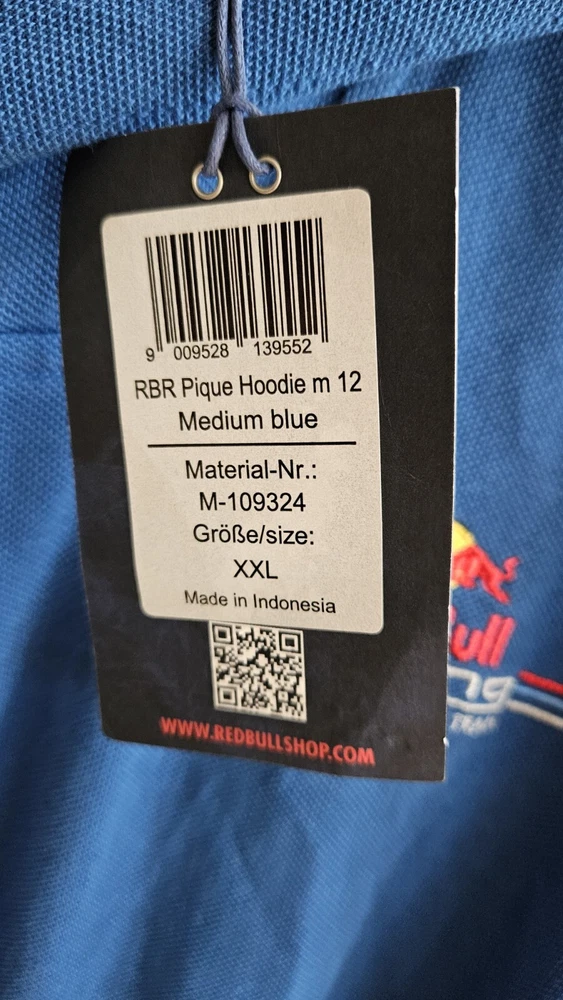 9 009528 139552
RBR Pique Hoodie m 12
Medium blue
Material-Nr.:
M-109324
Größe/size:
XXL
Made in Indonesia
WWW.REDBULLSHOP.COM